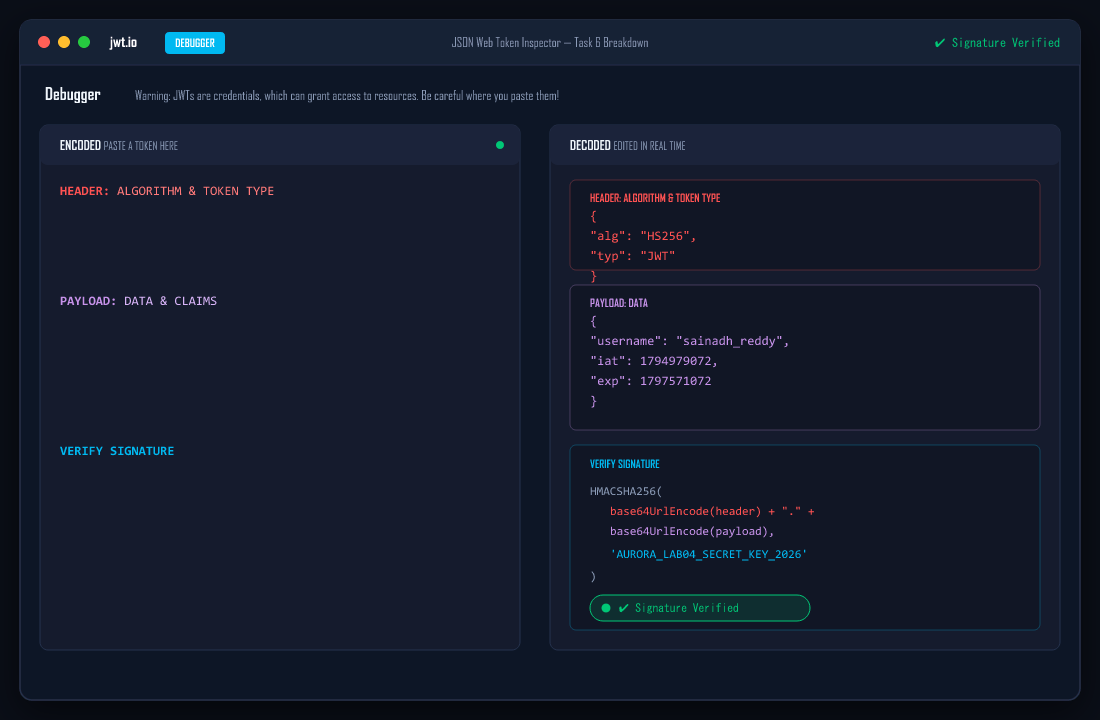 jwt.io DEBUGGER JSON Web Token Inspector — Task 6 Breakdown ✔ Signature Verified
Debugger Warning: JWTs are credentials, which can grant access to resources. Be careful where you paste them!
ENCODED PASTE A TOKEN HERE
HEADER: ALGORITHM & TOKEN TYPE
PAYLOAD: DATA & CLAIMS
VERIFY SIGNATURE
DECODED EDITED IN REAL TIME
HEADER: ALGORITHM & TOKEN TYPE
{
"alg": "HS256",
"typ": "JWT"
}
PAYLOAD: DATA
{
"username": "sainadh_reddy",
"iat": 1794979072,
"exp": 1797571072
}
VERIFY SIGNATURE
HMACSHA256(
base64UrlEncode(header) + "." +
base64UrlEncode(payload),
'AURORA_LAB04_SECRET_KEY_2026'
)
✔ Signature Verified